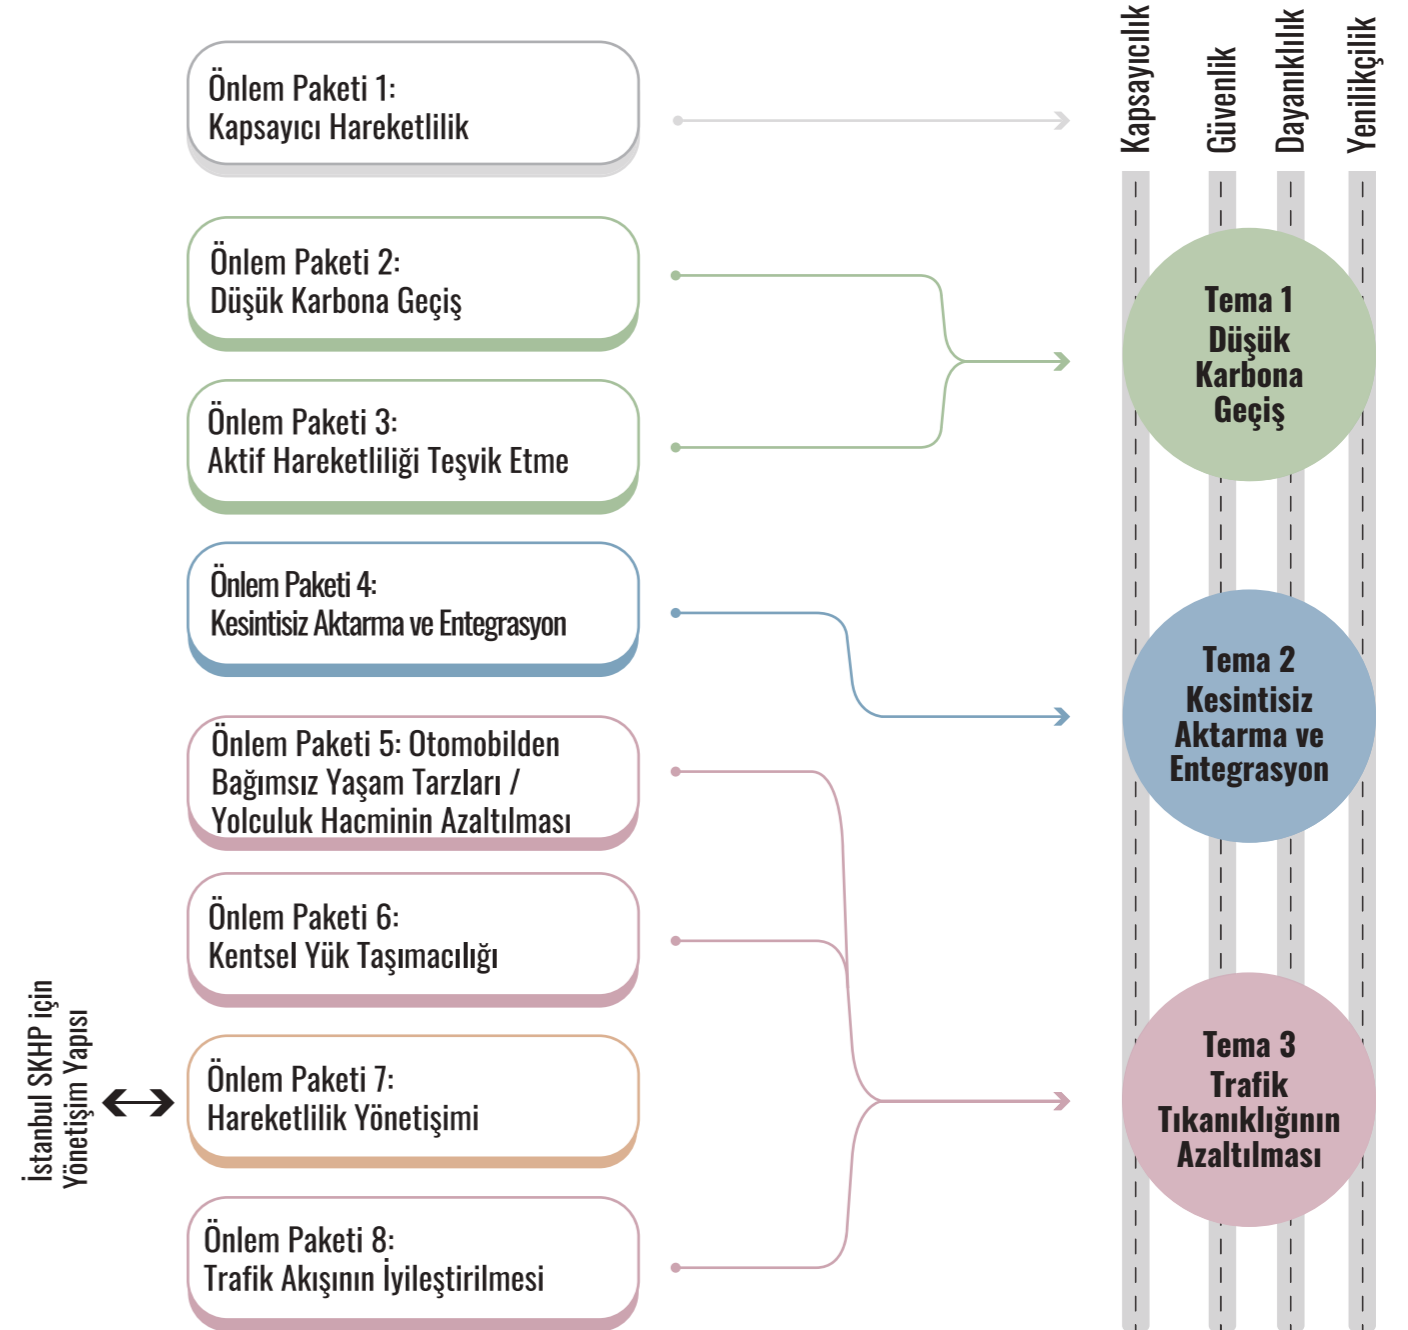 Önlem Paketi 1:
Kapsayıcı Hareketlilik
Önlem Paketi 2:
Düşük Karbona Geçiş
Önlem Paketi 3:
Aktif Hareketliliği Teşvik Etme
Önlem Paketi 4:
Kesintisiz Aktarma ve Entegrasyon
Önlem Paketi 5: Otomobilden
Bağımsız Yaşam Tarzları /
Yolculuk Hacminin Azaltılması
Önlem Paketi 6:
Kentsel Yük Taşımacılığı
İstanbul SKHP için
Yönetişim Yapısı
Önlem Paketi 7:
Hareketlilik Yönetişimi
Önlem Paketi 8:
Trafik Akışının İyileştirilmesi
Kapsayıcılık
Güvenlik
Dayanıklılık
Yenilikçilik
Tema 1
Düşük
Karbona
Geçiş
Tema 2
Kesintisiz
Aktarma ve
Entegrasyon
Tema 3
Trafik
Tıkanıklığının
Azaltılması